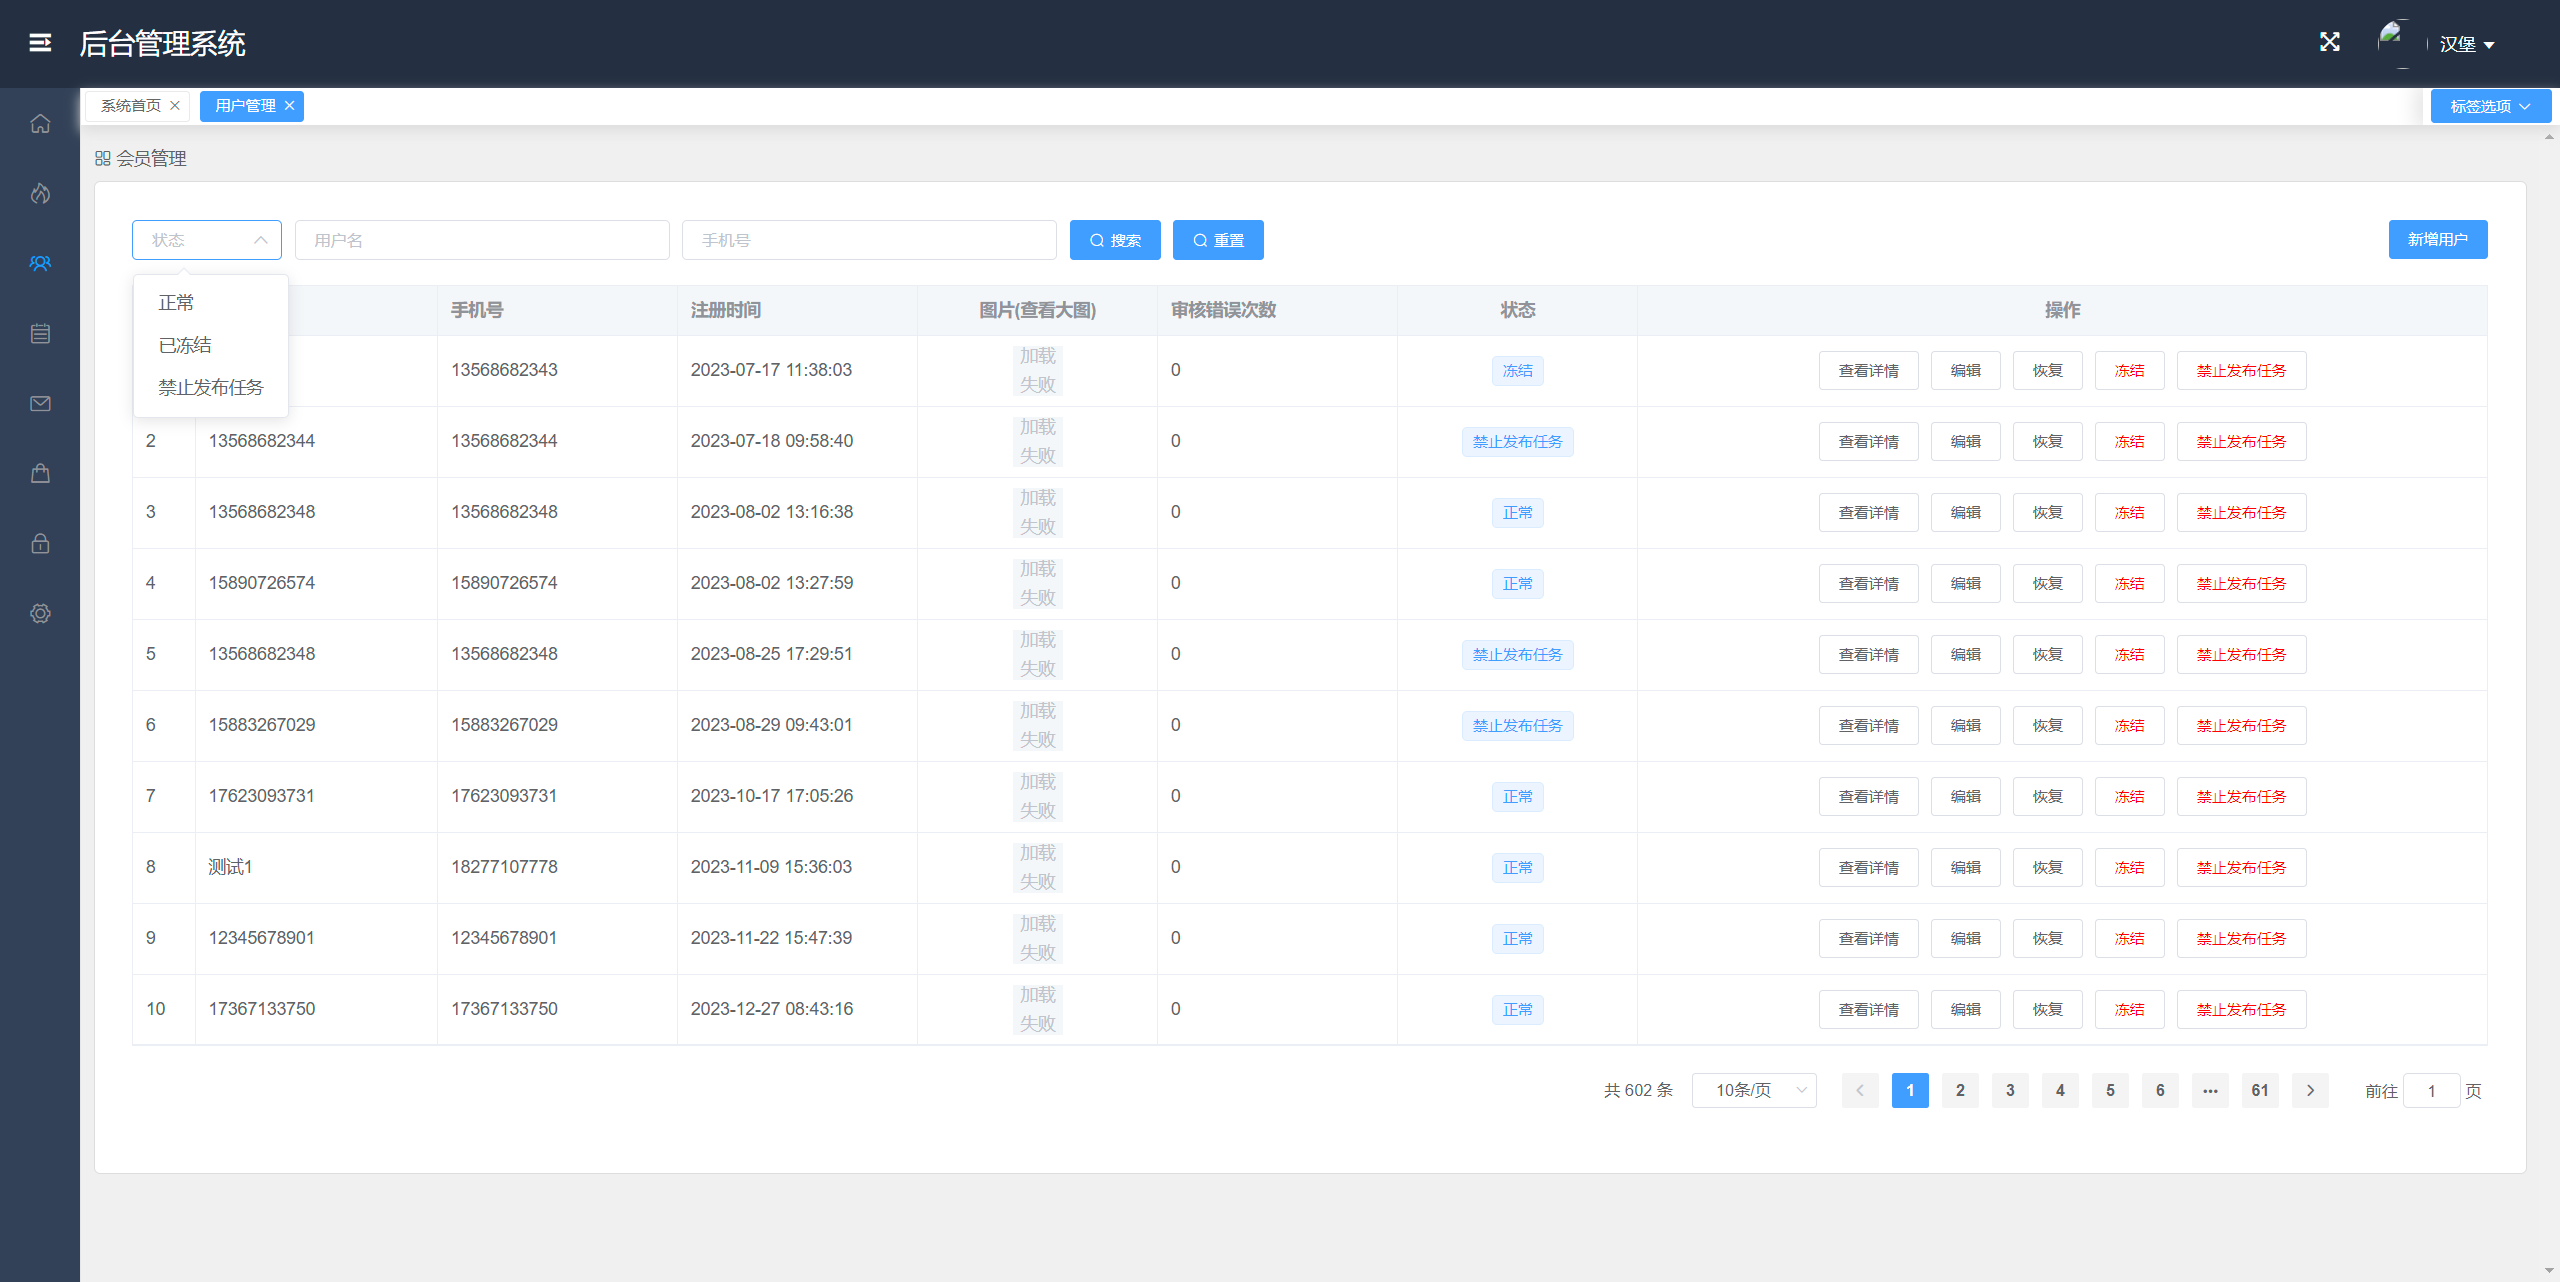 后台管理系统
汉堡
系统首页
用户管理
标签选项
会员管理
状态
用户名
手机号
搜索
重置
新增用户
正常
已冻结
禁止发布任务
手机号 注册时间 图片(查看大图) 审核错误次数 状态 操作
13568682343 2023-07-17 11:38:03 加载失败 0 冻结 查看详情 编辑 恢复 冻结 禁止发布任务
2 13568682344 13568682344 2023-07-18 09:58:40 加载失败 0 禁止发布任务 查看详情 编辑 恢复 冻结 禁止发布任务
3 13568682348 13568682348 2023-08-02 13:16:38 加载失败 0 正常 查看详情 编辑 恢复 冻结 禁止发布任务
4 15890726574 15890726574 2023-08-02 13:27:59 加载失败 0 正常 查看详情 编辑 恢复 冻结 禁止发布任务
5 13568682348 13568682348 2023-08-25 17:29:51 加载失败 0 禁止发布任务 查看详情 编辑 恢复 冻结 禁止发布任务
6 15883267029 15883267029 2023-08-29 09:43:01 加载失败 0 禁止发布任务 查看详情 编辑 恢复 冻结 禁止发布任务
7 17623093731 17623093731 2023-10-17 17:05:26 加载失败 0 正常 查看详情 编辑 恢复 冻结 禁止发布任务
8 测试1 18277107778 2023-11-09 15:36:03 加载失败 0 正常 查看详情 编辑 恢复 冻结 禁止发布任务
9 12345678901 12345678901 2023-11-22 15:47:39 加载失败 0 正常 查看详情 编辑 恢复 冻结 禁止发布任务
10 17367133750 17367133750 2023-12-27 08:43:16 加载失败 0 正常 查看详情 编辑 恢复 冻结 禁止发布任务
共 602 条 10条/页 1 2 3 4 5 6 ••• 61 前往 1 页